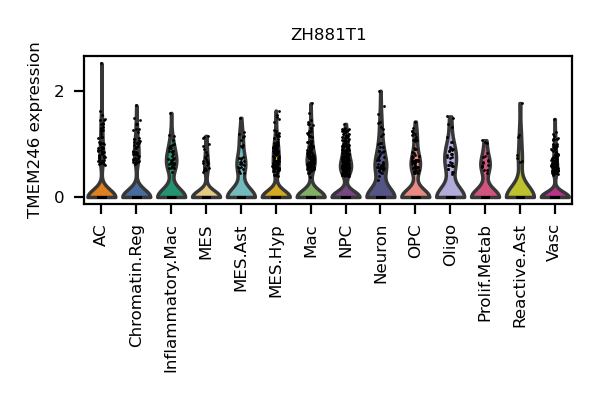 ZH881T1
TMEM246 expression
2
0
AC
Chromatin.Reg
Inflammatory.Mac
MES
MES.Ast
MES.Hyp
Mac
NPC
Neuron
OPC
Oligo
Prolif.Metab
Reactive.Ast
Vasc